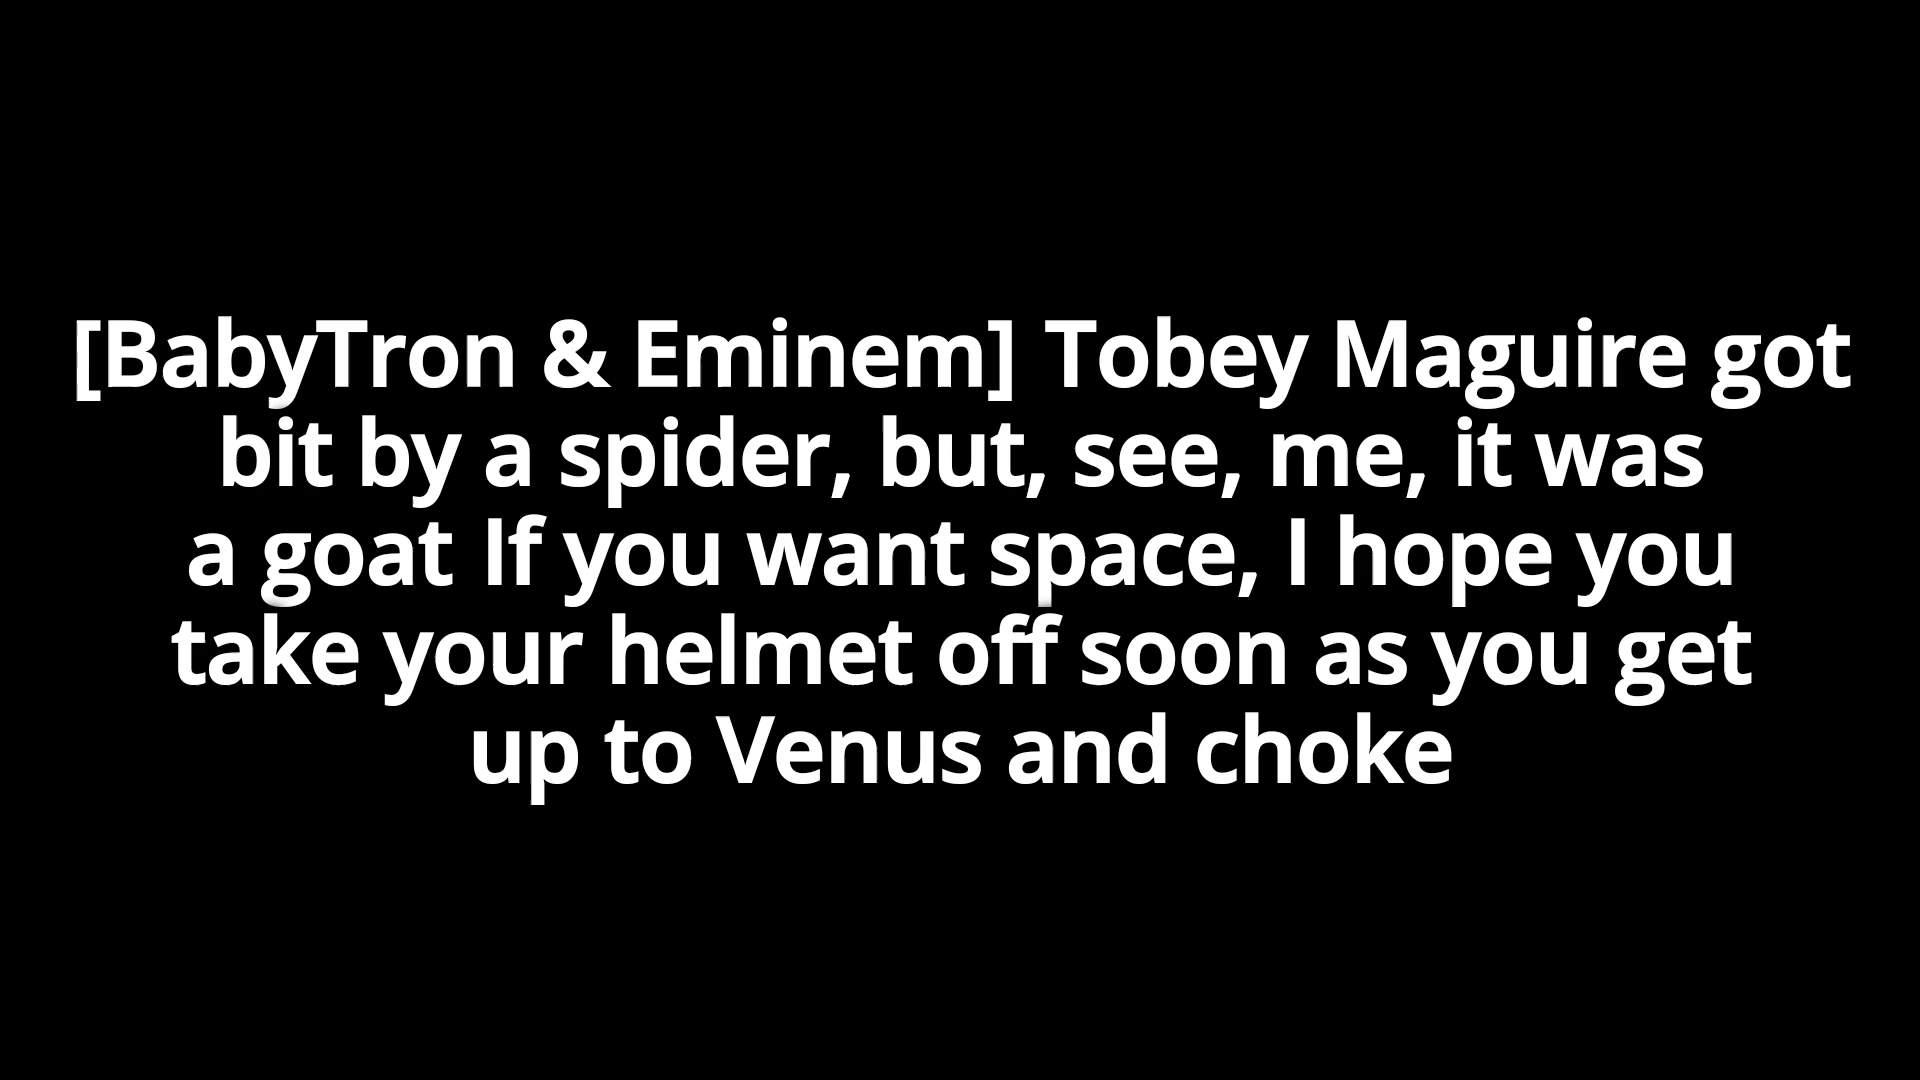 [BabyTron & Eminem] Tobey Maguire got
bit by a spider, but, see, me, it was
a goat If you want space, I hope you
take your helmet off soon as you get
up to Venus and choke